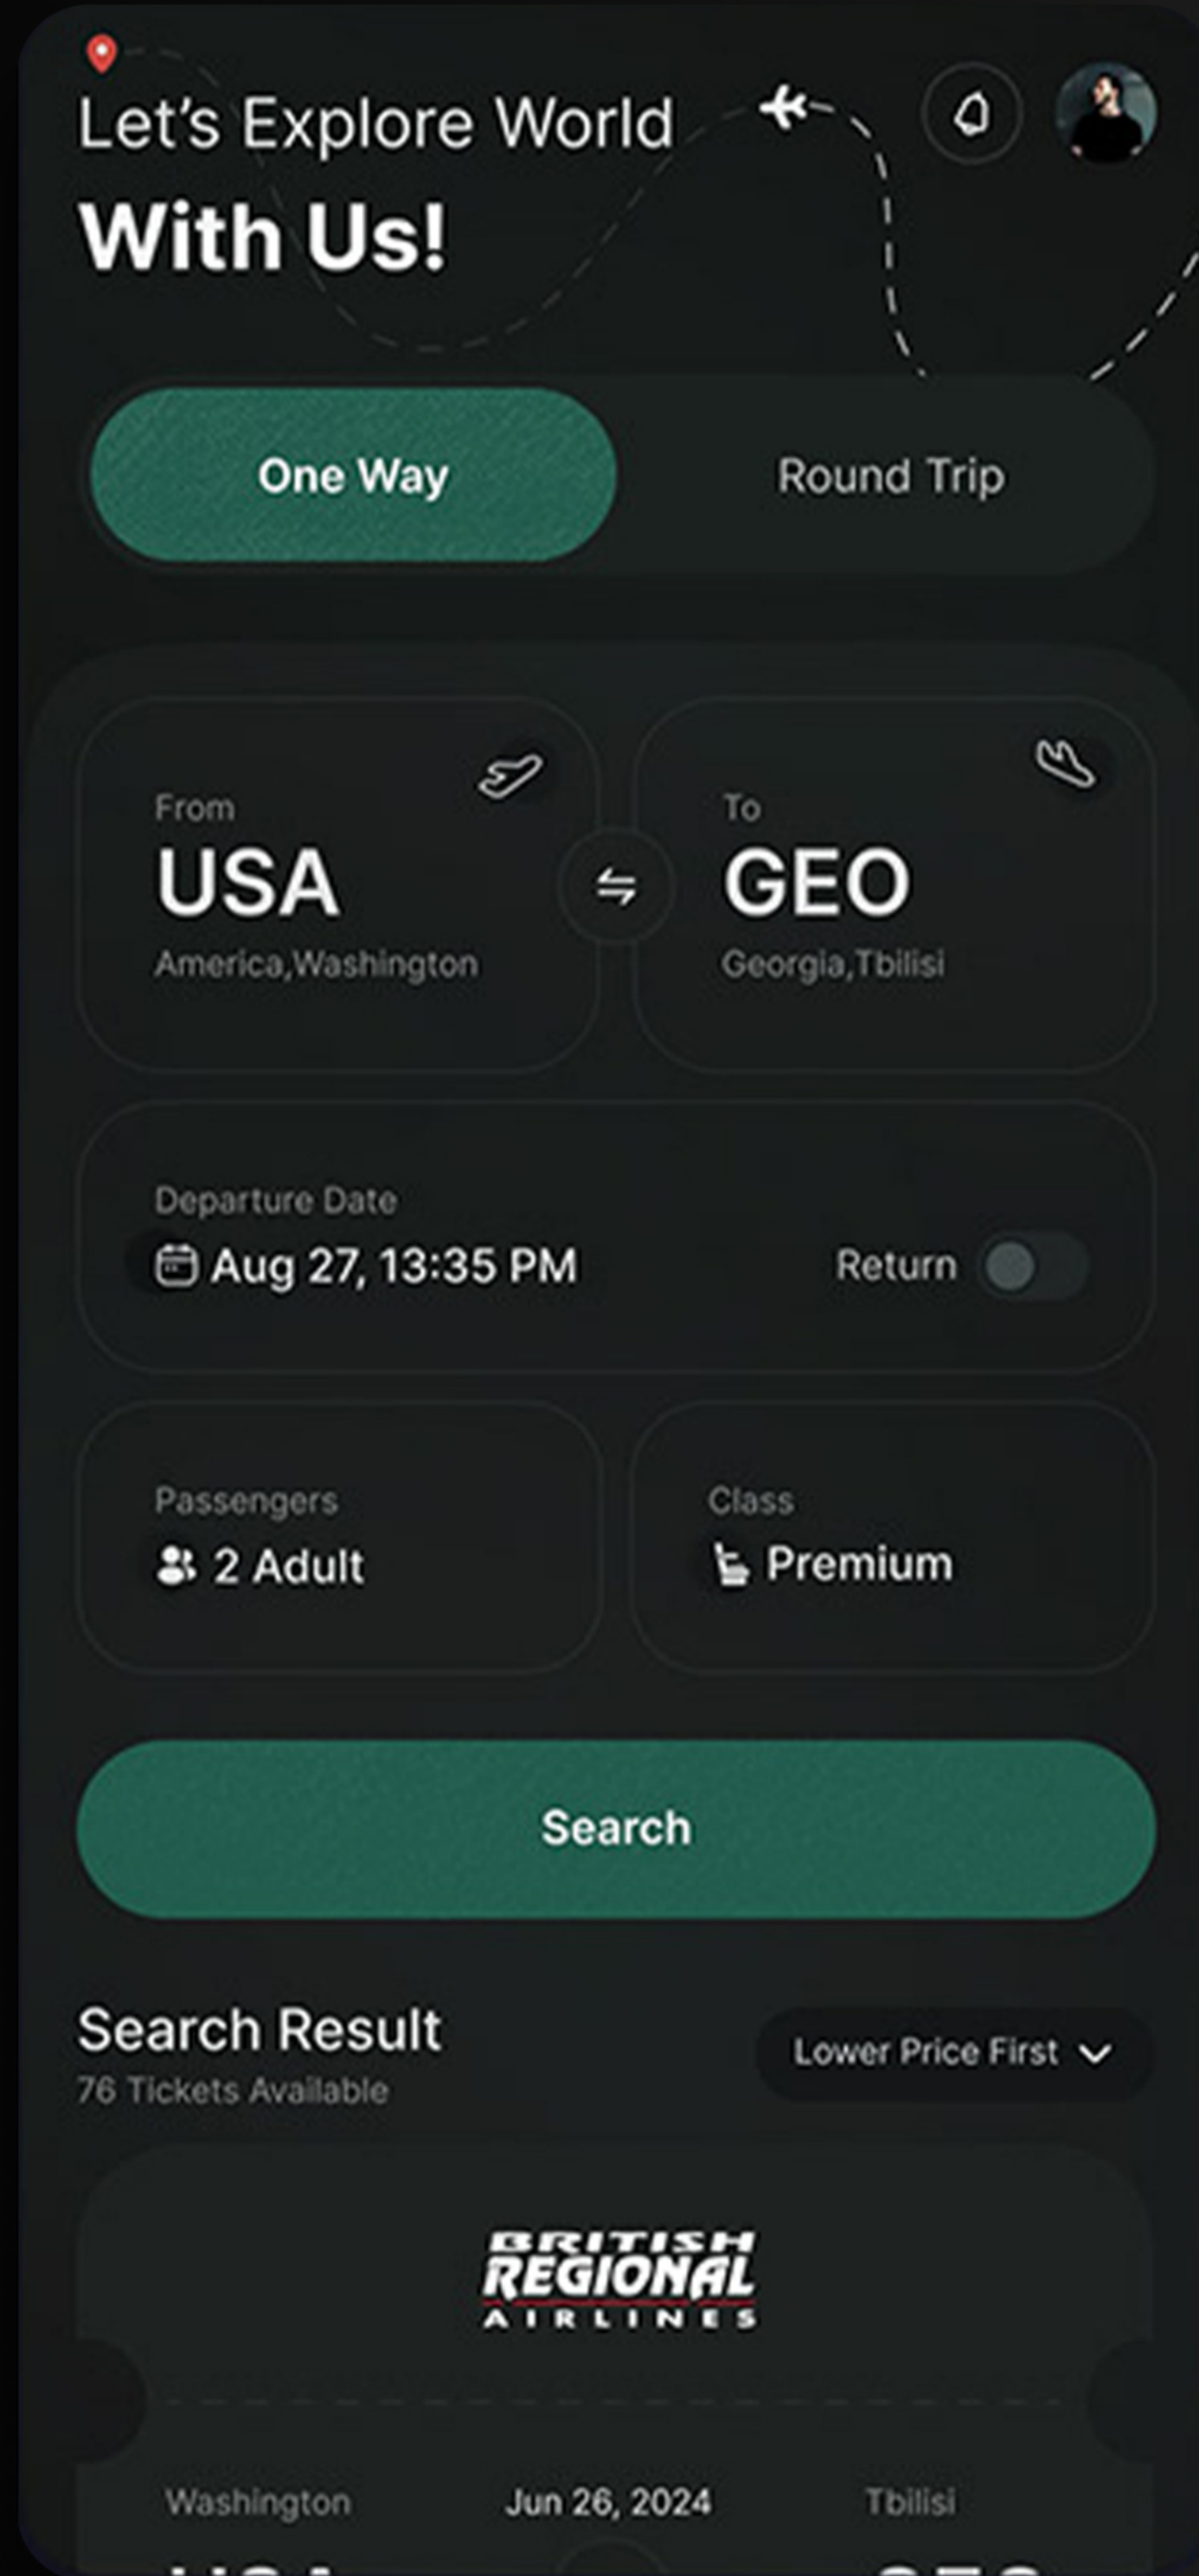 Let's Explore World
With Us!
One Way
Round Trip
From
USA
America,Washington
To
GEO
Georgia,Tbilisi
Departure Date
Aug 27, 13:35 PM
Return
Passengers
2 Adult
Class
Premium
Search
Search Result
76 Tickets Available
Lower Price First
BRITISH
REGIONAL
AIRLINES
Washington
Jun 26, 2024
Tbilisi